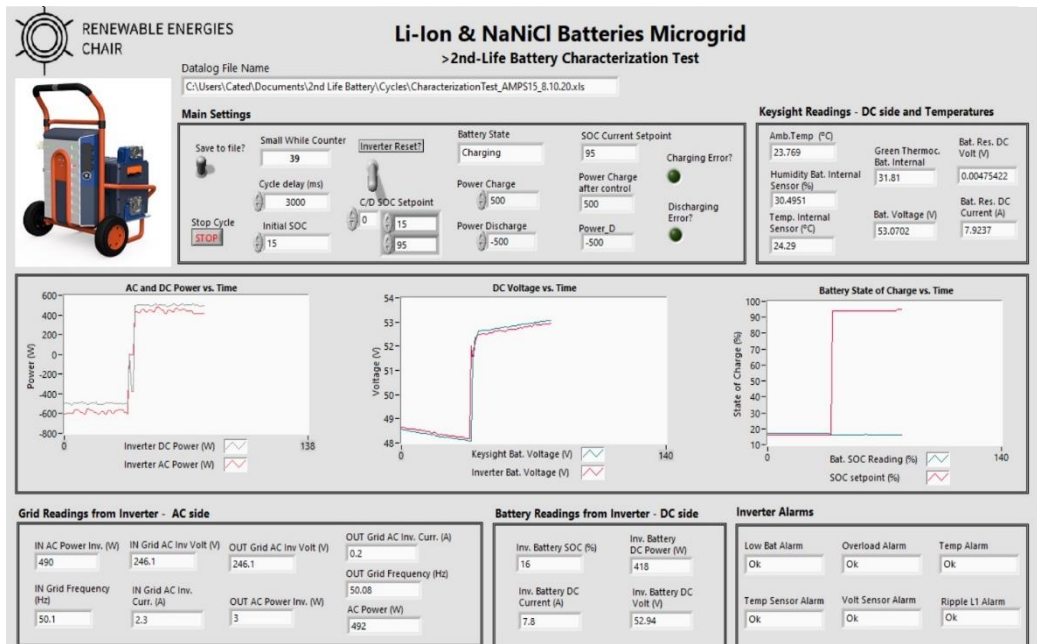 RENEWABLE ENERGIES
CHAIR
Li-Ion & NaNiCl Batteries Microgrid
>2nd-Life Battery Characterization Test
Datalog File Name
C:\Users\Cated\Documents\2nd Life Battery\Cycles\CharacterizationTest_AMPS15_8.10.20.xls
Main Settings
Save to file?
Small While Counter
39
Cycle delay (ms)
3000
Stop Cycle
STOP
Initial SOC
15
Inverter Reset?
C/D SOC Setpoint
0
15
95
Battery State
Charging
Power Charge
500
Power Discharge
-500
SOC Current Setpoint
95
Power Charge
after control
500
Power_D
-500
Charging Error?
Discharging
Error?
Keysight Readings - DC side and Temperatures
Amb.Temp (ºC)
23.769
Humidity Bat. Internal
Sensor (%)
30.4951
Temp. Internal
Sensor (ºC)
24.29
Green Thermoc.
Bat. Internal
31.81
Bat. Voltage (V)
53.0702
Bat. Res. DC
Volt (V)
0.00475422
Bat. Res. DC
Current (A)
7.9237
AC and DC Power vs. Time
Power (W)
600
400
200
0
-200
-400
-600
-800
0
138
Inverter DC Power (W)
Inverter AC Power (W)
DC Voltage vs. Time
Voltage (V)
54
53
52
51
50
49
48
0
140
Keysight Bat. Voltage (V)
Inverter Bat. Voltage (V)
Battery State of Charge vs. Time
State of Charge (%)
100
90
80
70
60
50
40
30
20
10
0
140
Bat. SOC Reading (%)
SOC setpoint (%)
Grid Readings from Inverter - AC side
IN AC Power Inv. (W)
490
IN Grid AC Inv Volt (V)
246.1
OUT Grid AC Inv Volt (V)
246.1
OUT Grid AC Inv. Curr. (A)
0.2
IN Grid Frequency
(Hz)
50.1
IN Grid AC Inv.
Curr. (A)
2.3
OUT AC Power Inv. (W)
3
OUT Grid Frequency (Hz)
50.08
AC Power (W)
492
Battery Readings from Inverter - DC side
Inv. Battery SOC (%)
16
Inv. Battery
DC Power (W)
418
Inv. Battery DC
Current (A)
7.8
Inv. Battery DC
Volt (V)
52.94
Inverter Alarms
Low Bat Alarm
Ok
Overload Alarm
Ok
Temp Alarm
Ok
Temp Sensor Alarm
Ok
Volt Sensor Alarm
Ok
Ripple L1 Alarm
Ok